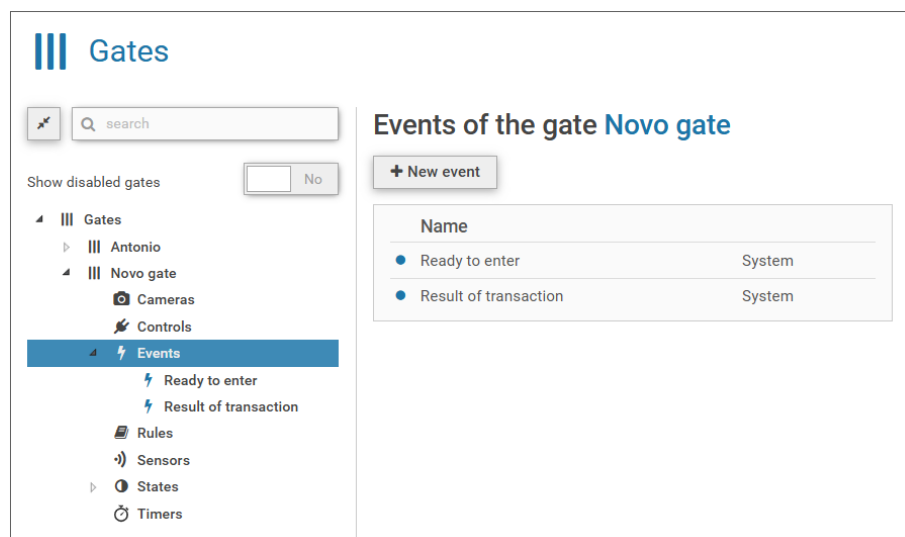 Gates
search
Show disabled gates No
Gates
Antonio
Novo gate
Cameras
Controls
Events
Ready to enter
Result of transaction
Rules
Sensors
States
Timers
Events of the gate Novo gate
+ New event
Name
Ready to enter System
Result of transaction System